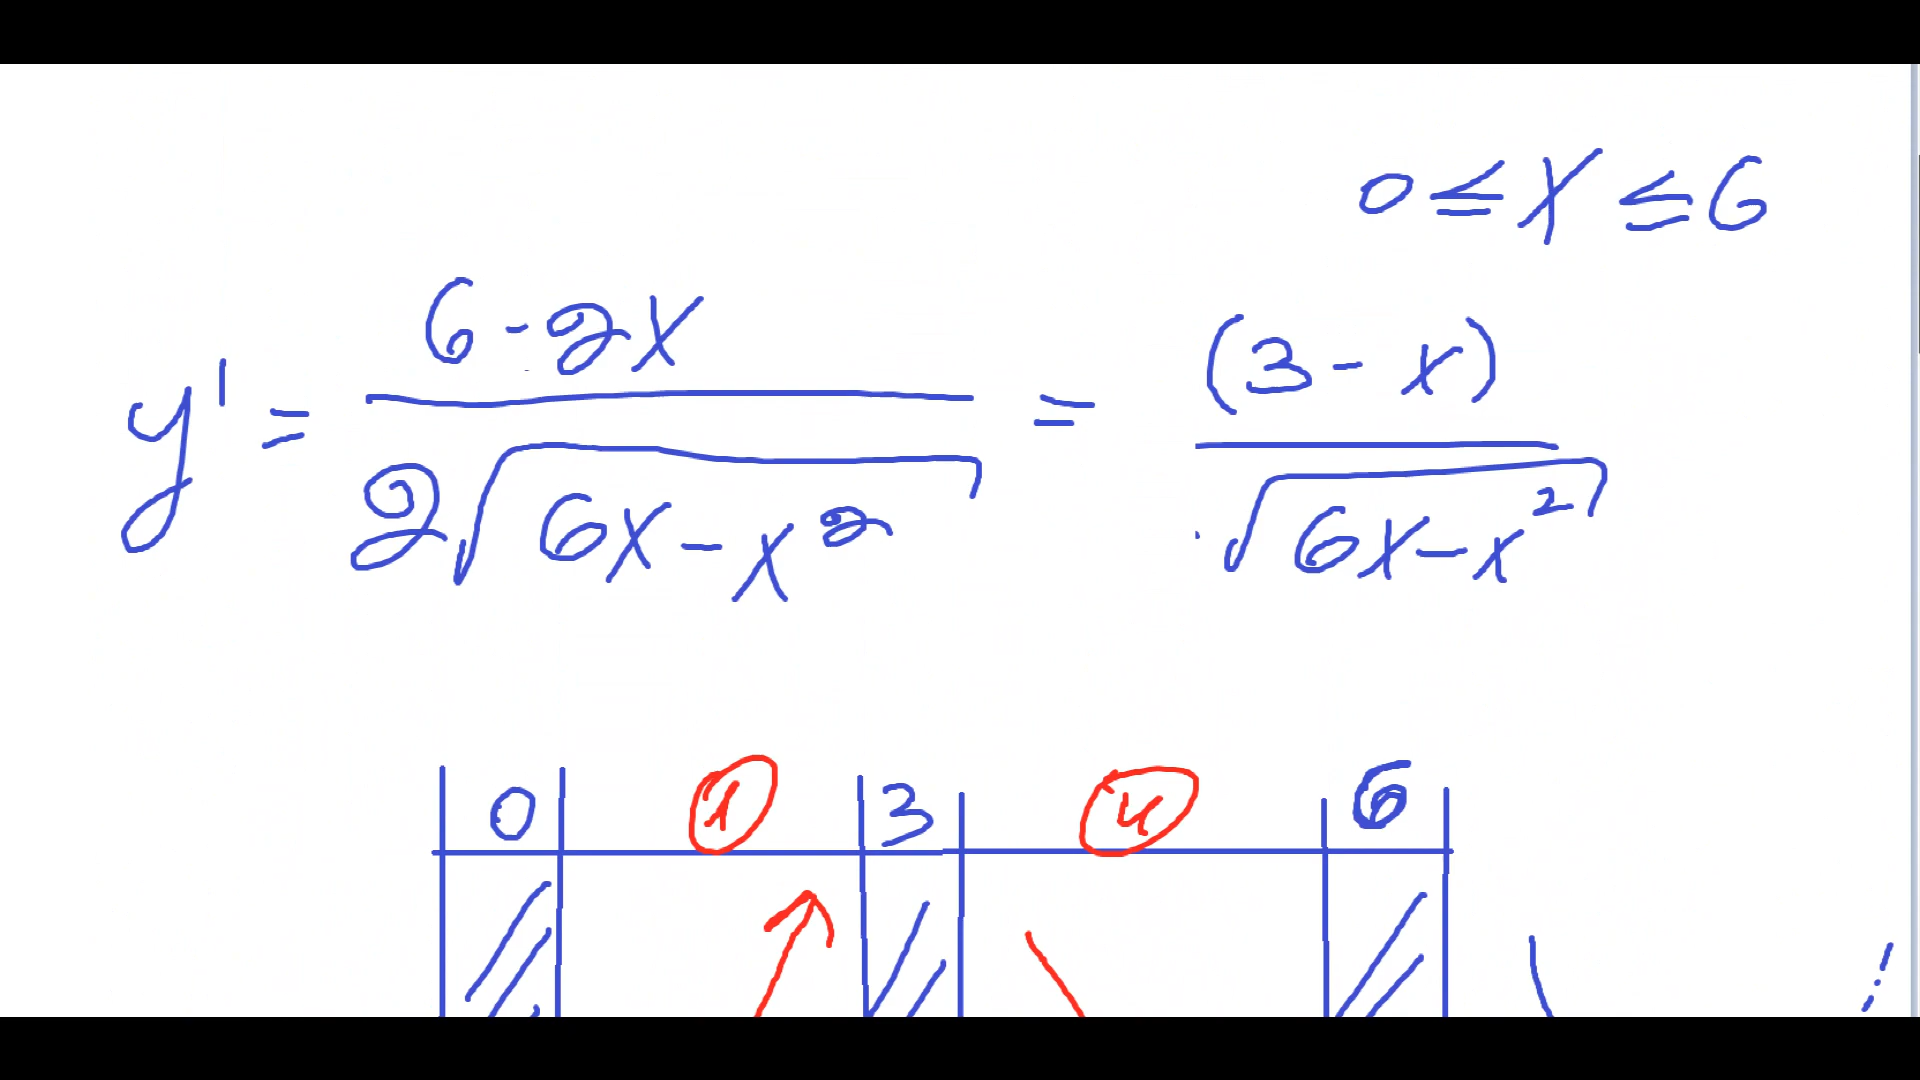 0 ≤ x ≤ 6
y' = (6 - 2x) / (2√(6x - x²)) = (3 - x) / √(6x - x²)
0 1 3 4 6